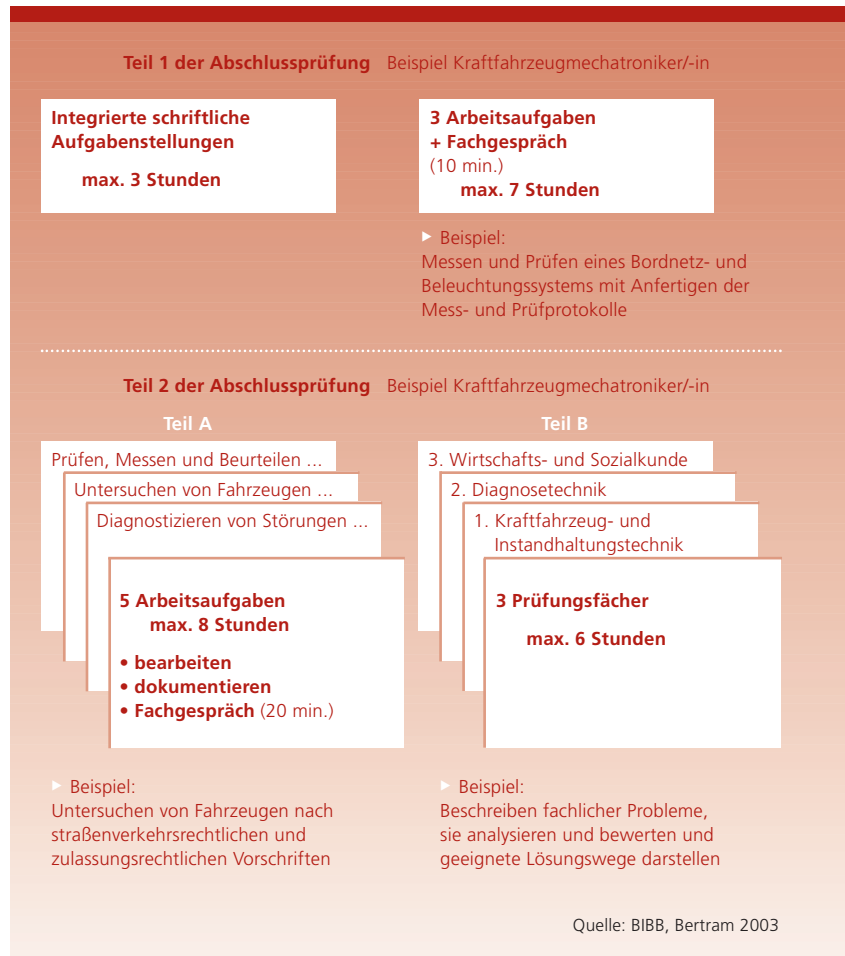 Teil 1 der Abschlussprüfung Beispiel Kraftfahrzeugmechatroniker/-in
Integrierte schriftliche
Aufgabenstellungen
max. 3 Stunden
3 Arbeitsaufgaben
+ Fachgespräch
(10 min.)
max. 7 Stunden
Beispiel:
Messen und Prüfen eines Bordnetz- und
Beleuchtungssystems mit Anfertigen der
Mess- und Prüfprotokolle
Teil 2 der Abschlussprüfung Beispiel Kraftfahrzeugmechatroniker/-in
Teil A
Prüfen, Messen und Beurteilen ...
Untersuchen von Fahrzeugen ...
Diagnostizieren von Störungen ...
5 Arbeitsaufgaben
max. 8 Stunden
• bearbeiten
• dokumentieren
• Fachgespräch (20 min.)
Beispiel:
Untersuchen von Fahrzeugen nach
straßenverkehrsrechtlichen und
zulassungsrechtlichen Vorschriften
Teil B
3. Wirtschafts- und Sozialkunde
2. Diagnosetechnik
1. Kraftfahrzeug- und
Instandhaltungstechnik
3 Prüfungsfächer
max. 6 Stunden
Beispiel:
Beschreiben fachlicher Probleme,
sie analysieren und bewerten und
geeignete Lösungswege darstellen
Quelle: BIBB, Bertram 2003